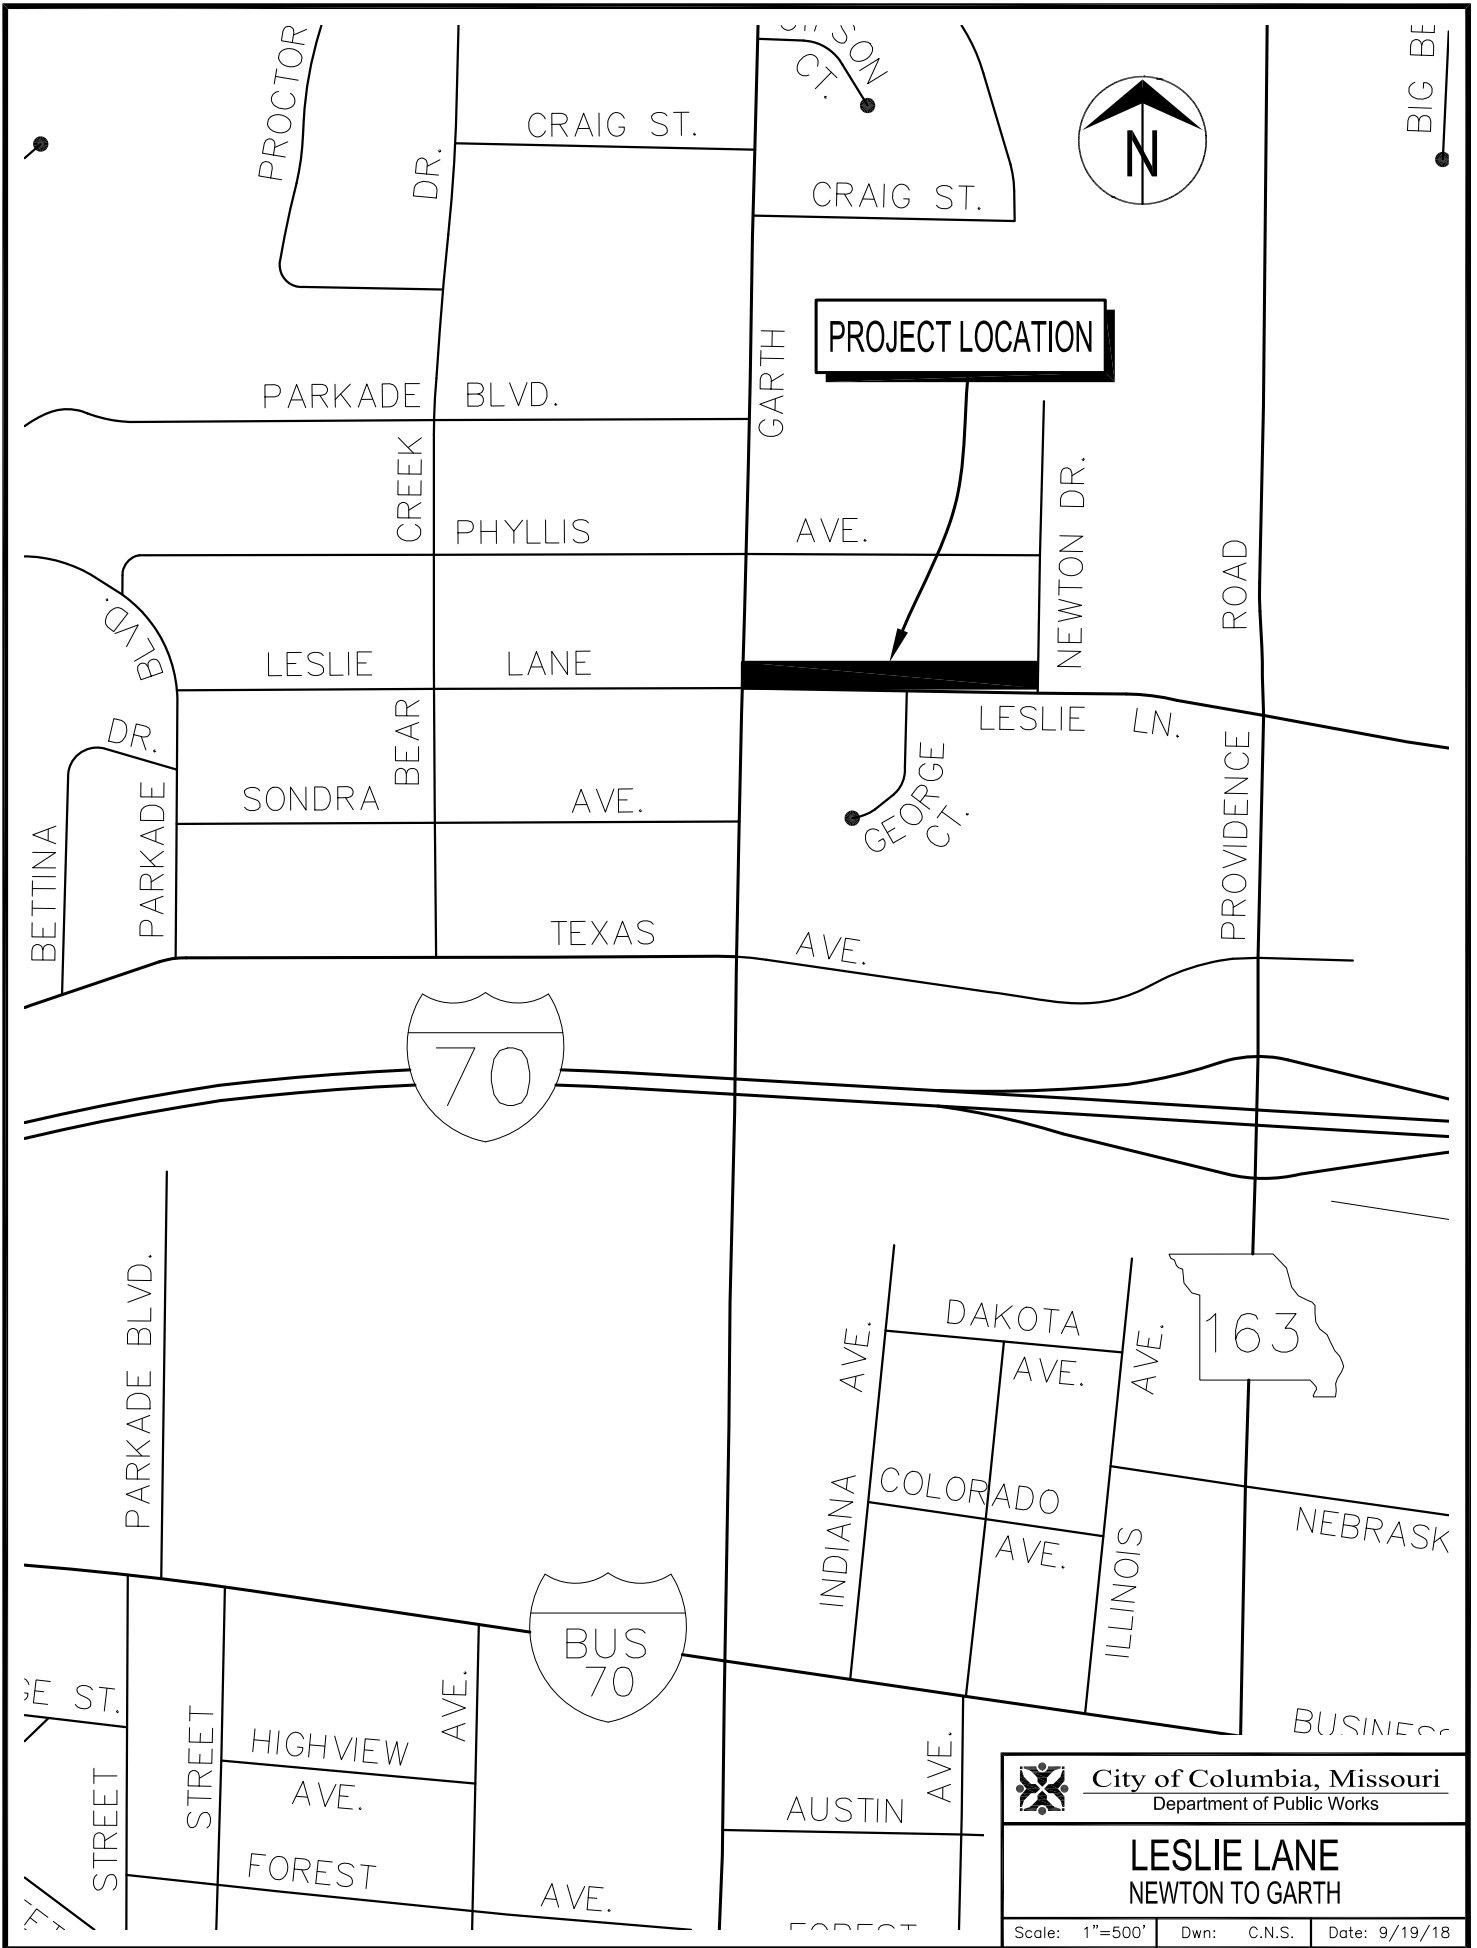 PROCTOR
DR.
CRAIG ST.
CT.
CRAIG ST.
N
BIG
PROJECT LOCATION
GARTH
PARKADE BLVD.
CREEK
PHYLLIS AVE.
NEWTON DR.
ROAD
BLVD.
LESLIE LANE
LESLIE LN.
DR.
BEAR
GEORGE
CT.
PROVIDENCE
SONDRA AVE.
PARKADE
BETTINA
TEXAS AVE.
70
PARKADE BLVD.
163
DAKOTA
AVE.
AVE.
AVE.
INDIANA
COLORADO
AVE.
ILLINOIS
NEBRASK
BUS
70
ST.
STREET
STREET
HIGHVIEW
AVE.
AVE.
FOREST AVE.
AUSTIN
AVE.
BUSINESS
FOREST
City of Columbia, Missouri
Department of Public Works
LESLIE LANE
NEWTON TO GARTH
Scale: 1"=500' Dwn: C.N.S. Date: 9/19/18